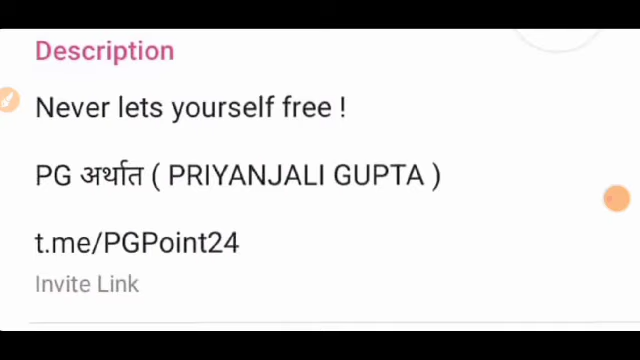 Description
Never lets yourself free !
PG अर्थात ( PRIYANJALI GUPTA )
t.me/PGPoint24
Invite Link